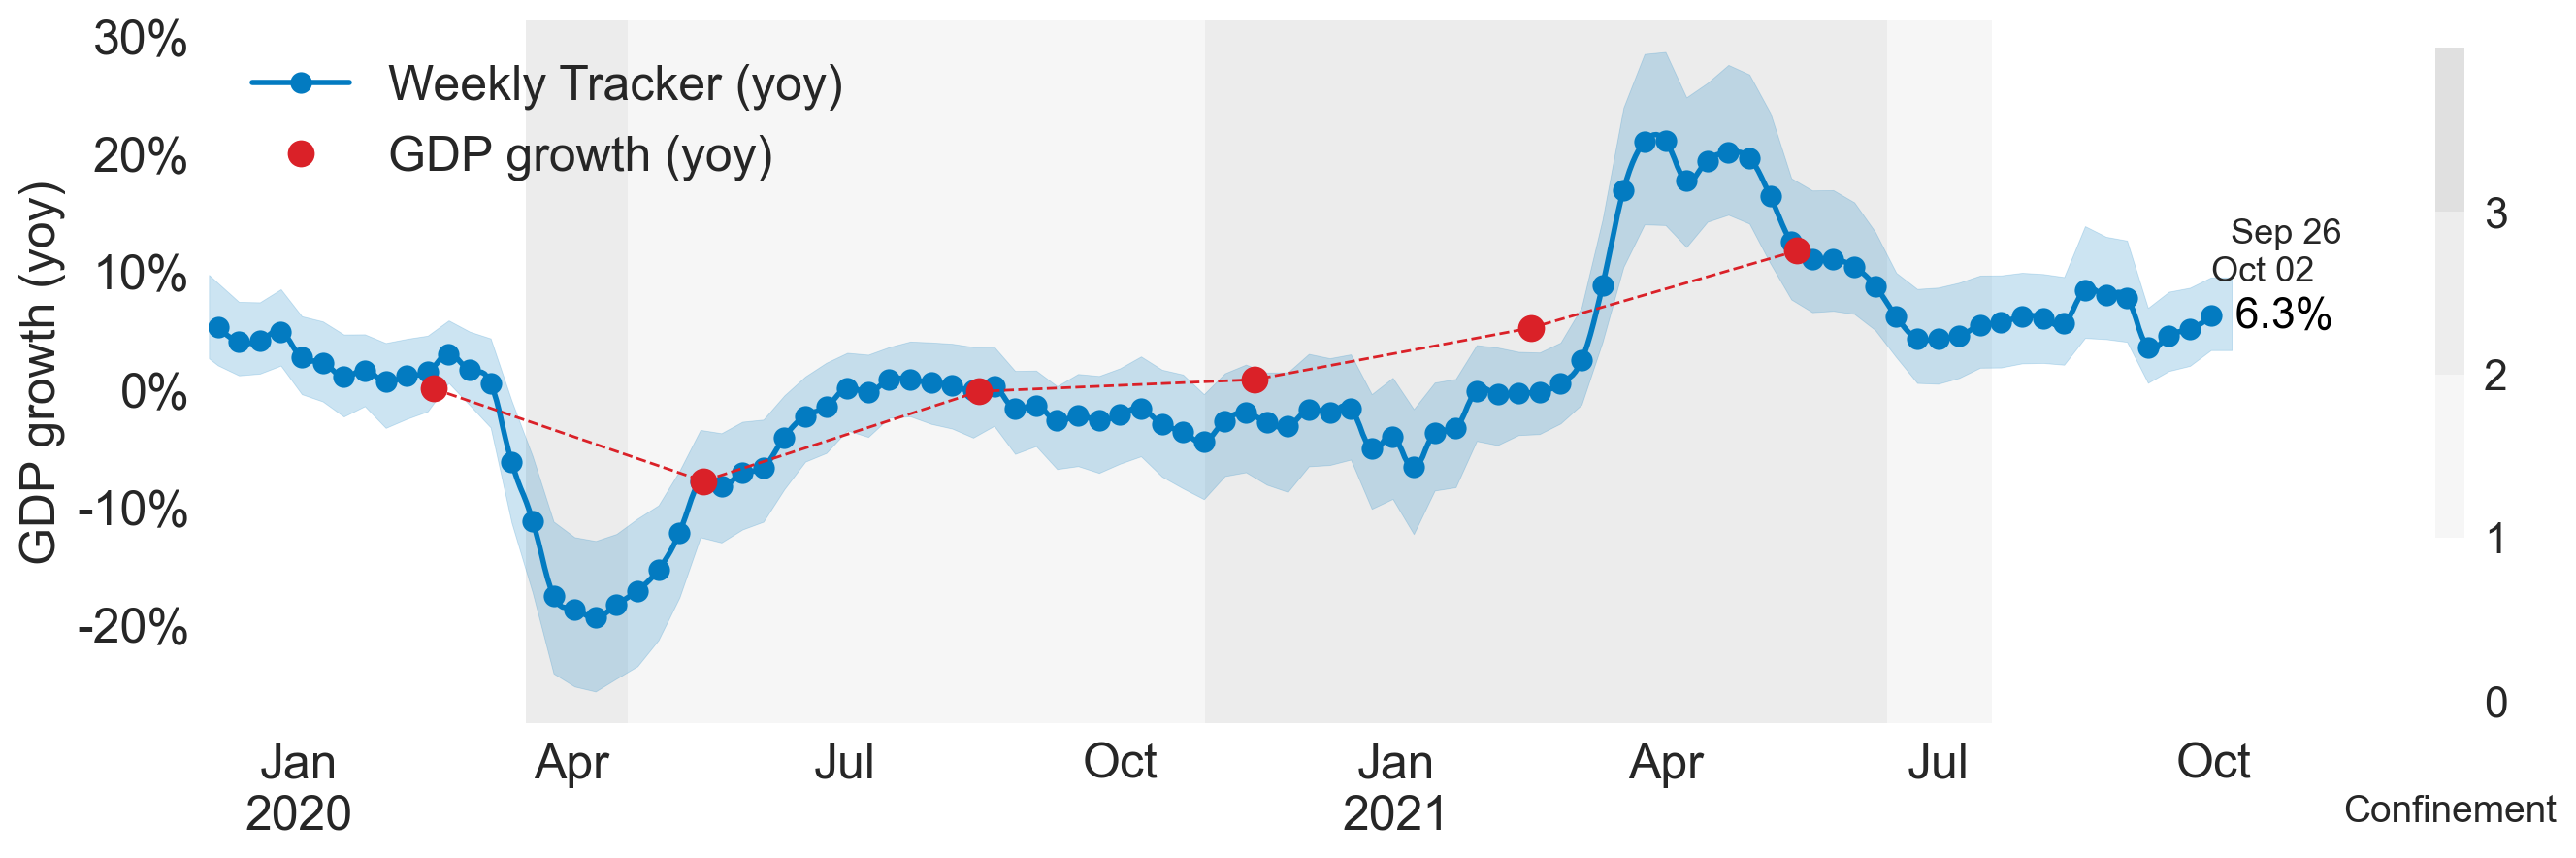 30%
20%
10%
0%
-10%
-20%
GDP growth (yoy)
Weekly Tracker (yoy)
GDP growth (yoy)
Sep 26
Oct 02
6.3%
3
2
1
0
Confinement
Jan
2020
Apr
Jul
Oct
Jan
2021
Apr
Jul
Oct